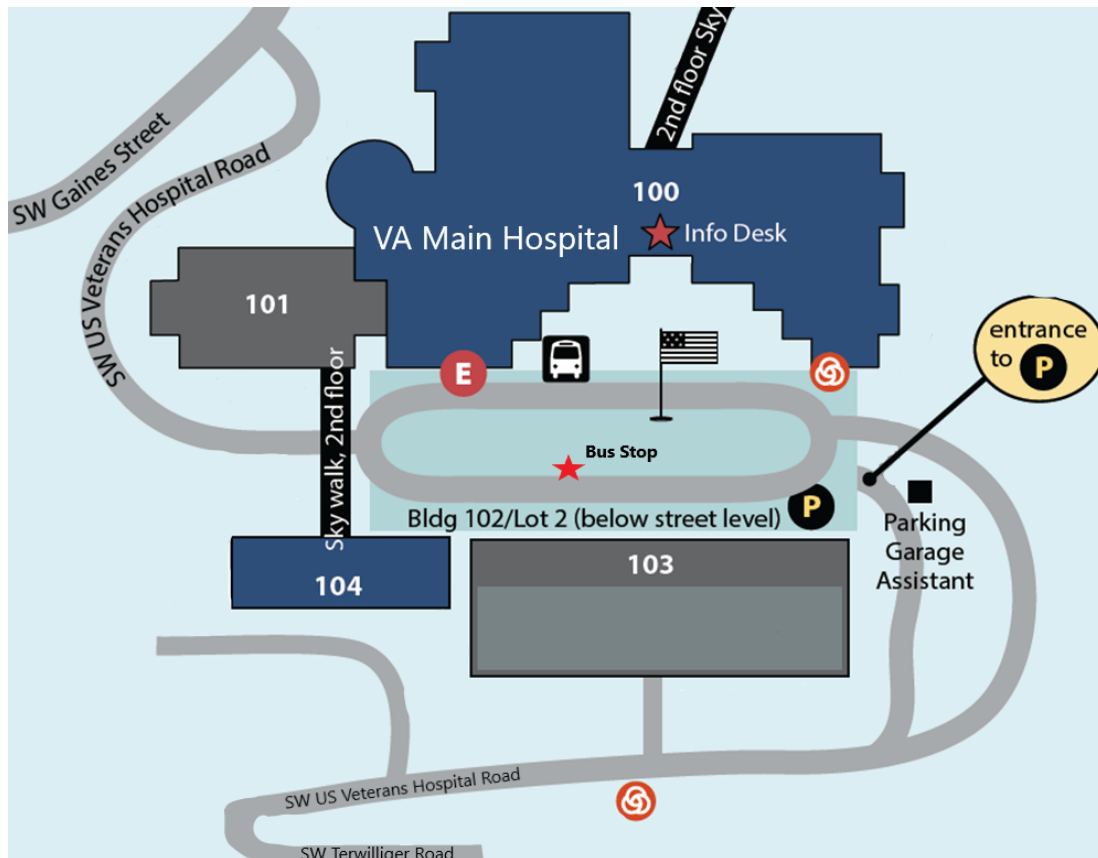 2nd floor Sky
SW Gaines Street
SW US Veterans Hospital Road
100
VA Main Hospital
Info Desk
101
entrance
to P
E
Sky walk, 2nd floor
Bus Stop
P
Bldg 102/Lot 2 (below street level)
Parking
Garage
Assistant
103
104
SW US Veterans Hospital Road
SW Terwilliger Road